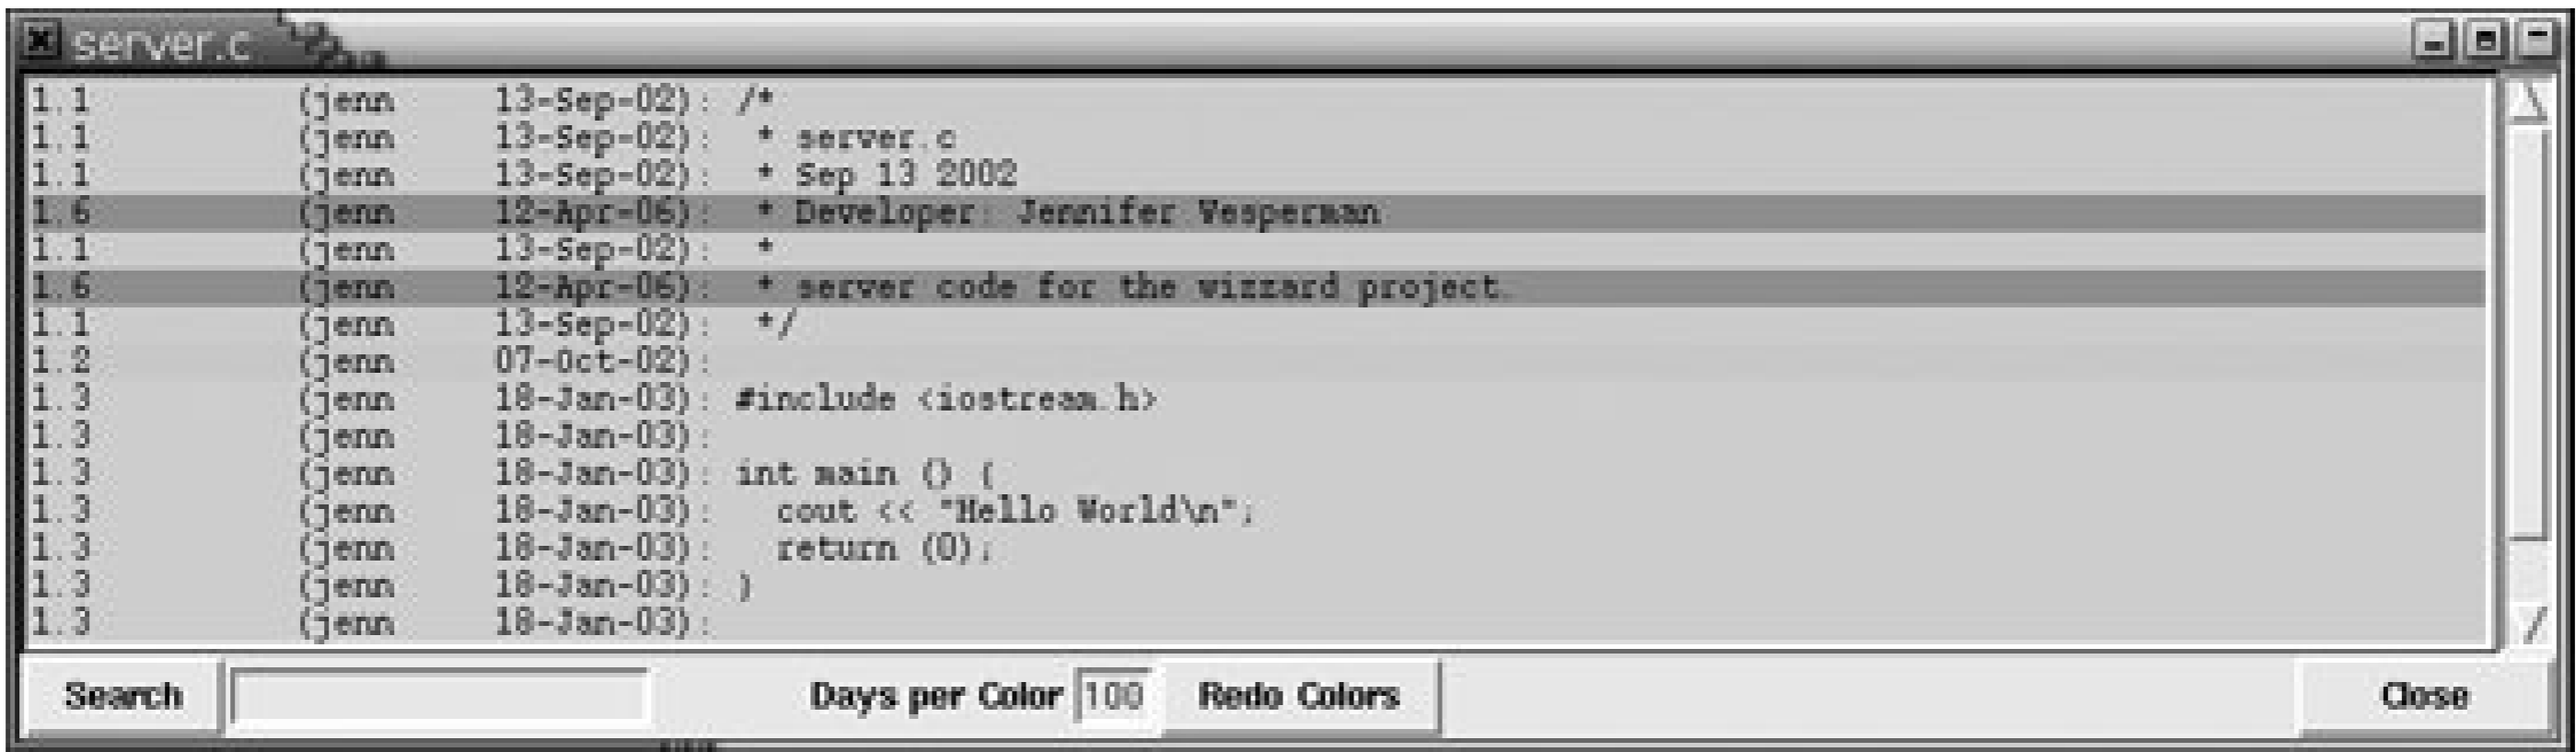 server.c
1.1 (jenn 13-Sep-02): /*
1.1 (jenn 13-Sep-02): * server.c
1.1 (jenn 13-Sep-02): * Sep 13 2002
1.6 (jenn 12-Apr-06): * Developer: Jennifer Vesperman
1.1 (jenn 13-Sep-02): *
1.6 (jenn 12-Apr-06): * server code for the wizzard project.
1.1 (jenn 13-Sep-02): */
1.2 (jenn 07-Oct-02):
1.3 (jenn 18-Jan-03): #include <iostream.h>
1.3 (jenn 18-Jan-03):
1.3 (jenn 18-Jan-03): int main () {
1.3 (jenn 18-Jan-03): cout << "Hello World\n";
1.3 (jenn 18-Jan-03): return (0);
1.3 (jenn 18-Jan-03): }
1.3 (jenn 18-Jan-03):
Search Days per Color 100 Redo Colors Close